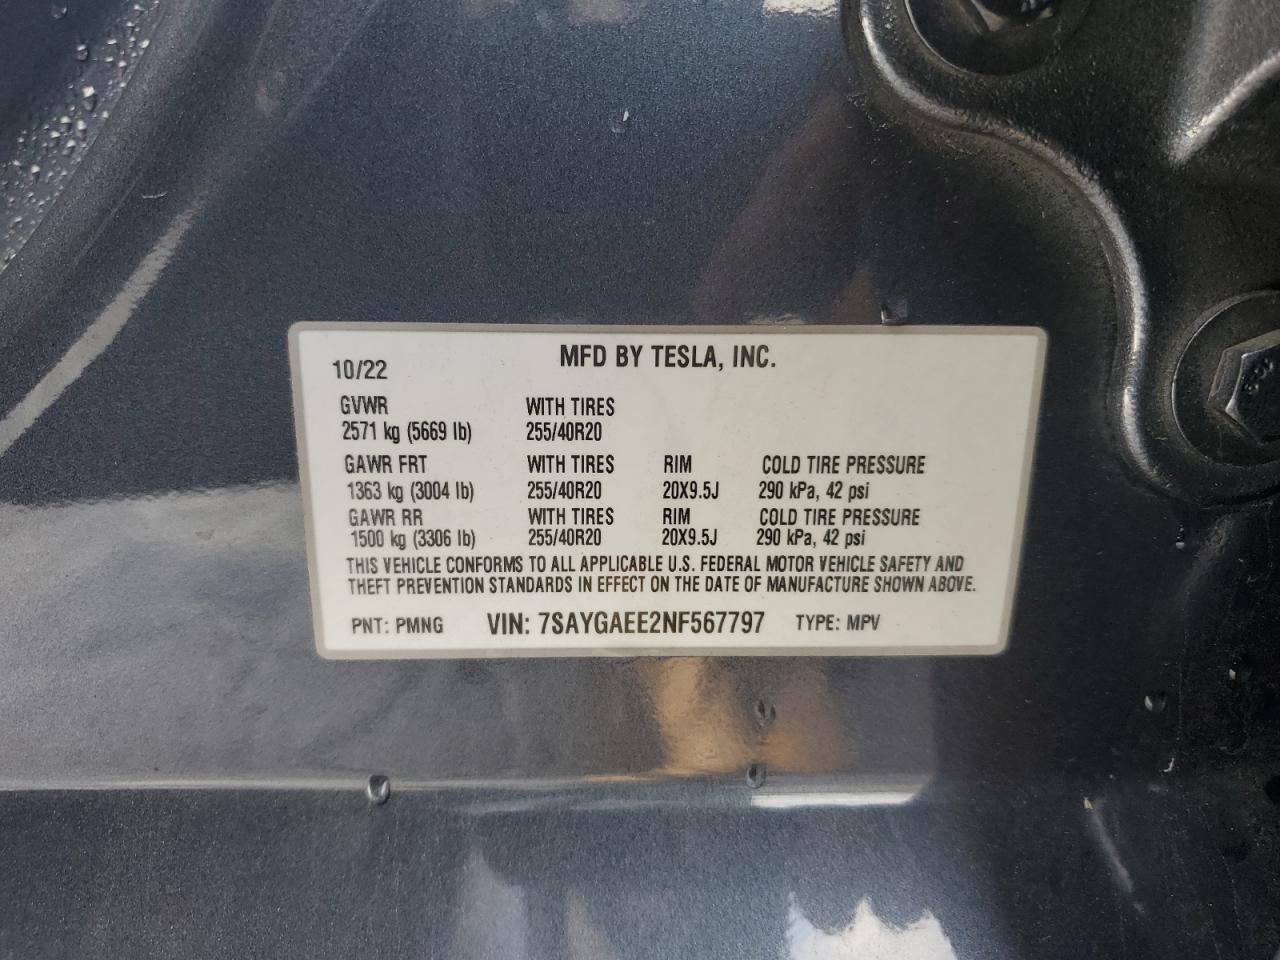 MFD BY TESLA, INC.
10/22
GVWR WITH TIRES
2571 kg (5669 lb) 255/40R20
GAWR FRT WITH TIRES RIM COLD TIRE PRESSURE
1363 kg (3004 lb) 255/40R20 20X9.5J 290 kPa, 42 psi
GAWR RR WITH TIRES RIM COLD TIRE PRESSURE
1500 kg (3306 lb) 255/40R20 20X9.5J 290 kPa, 42 psi
THIS VEHICLE CONFORMS TO ALL APPLICABLE U.S. FEDERAL MOTOR VEHICLE SAFETY AND
THEFT PREVENTION STANDARDS IN EFFECT ON THE DATE OF MANUFACTURE SHOWN ABOVE.
PNT: PMNG VIN: 7SAYGAEE2NF567797 TYPE: MPV